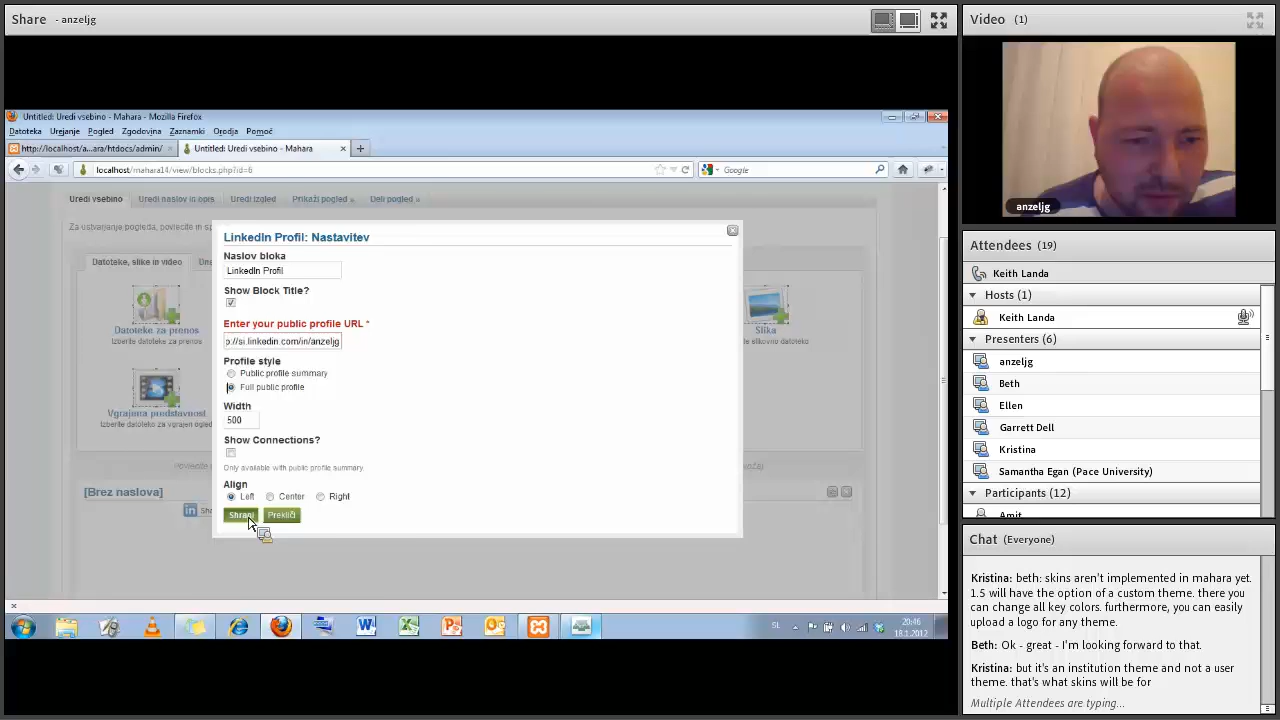 Share - anzeljg
Video (1)
anzeljg
Untitled: Uredi vsebino - Mahara - Mozilla Firefox
Datoteka Urejanje Pogled Zgodovina Zaznamki Orodja Pomoč
http://localhost/a...ara/htdocs/admin/
Untitled: Uredi vsebino - Mahara
localhost/mahara14/view/blocks.php?id=6
Google
Uredi vsebino Uredi naslov in opis Uredi izgled Prikaži pogled » Deli pogled »
Za ustvarjanje pogleda, povlecite in
Datoteke, slike in video
Datoteke za prenos
Izberite datoteke za prenos
Vgrajena predstavnost
Izberite datoteke za vgrajen ogled
Slika
[Brez naslova]
LinkedIn Profil: Nastavitev
Naslov bloka
LinkedIn Profil
Show Block Title?
Enter your public profile URL *
p://si.linkedin.com/in/anzeljg
Profile style
Public profile summary
Full public profile
Width
500
Show Connections?
Only available with public profile summary.
Align
Left Center Right
Shrani Prekliči
SL
20:46
18.1.2012
Attendees (19)
Keith Landa
Hosts (1)
Keith Landa
Presenters (6)
anzeljg
Beth
Ellen
Garrett Dell
Kristina
Samantha Egan (Pace University)
Participants (12)
Amit
Chat (Everyone)
Kristina: beth: skins aren't implemented in mahara yet.
1.5 will have the option of a custom theme. there you
can change all key colors. furthermore, you can easily
upload a logo for any theme.
Beth: Ok - great - I'm looking forward to that.
Kristina: but it's an institution theme and not a user
theme. that's what skins will be for
Multiple Attendees are typing...